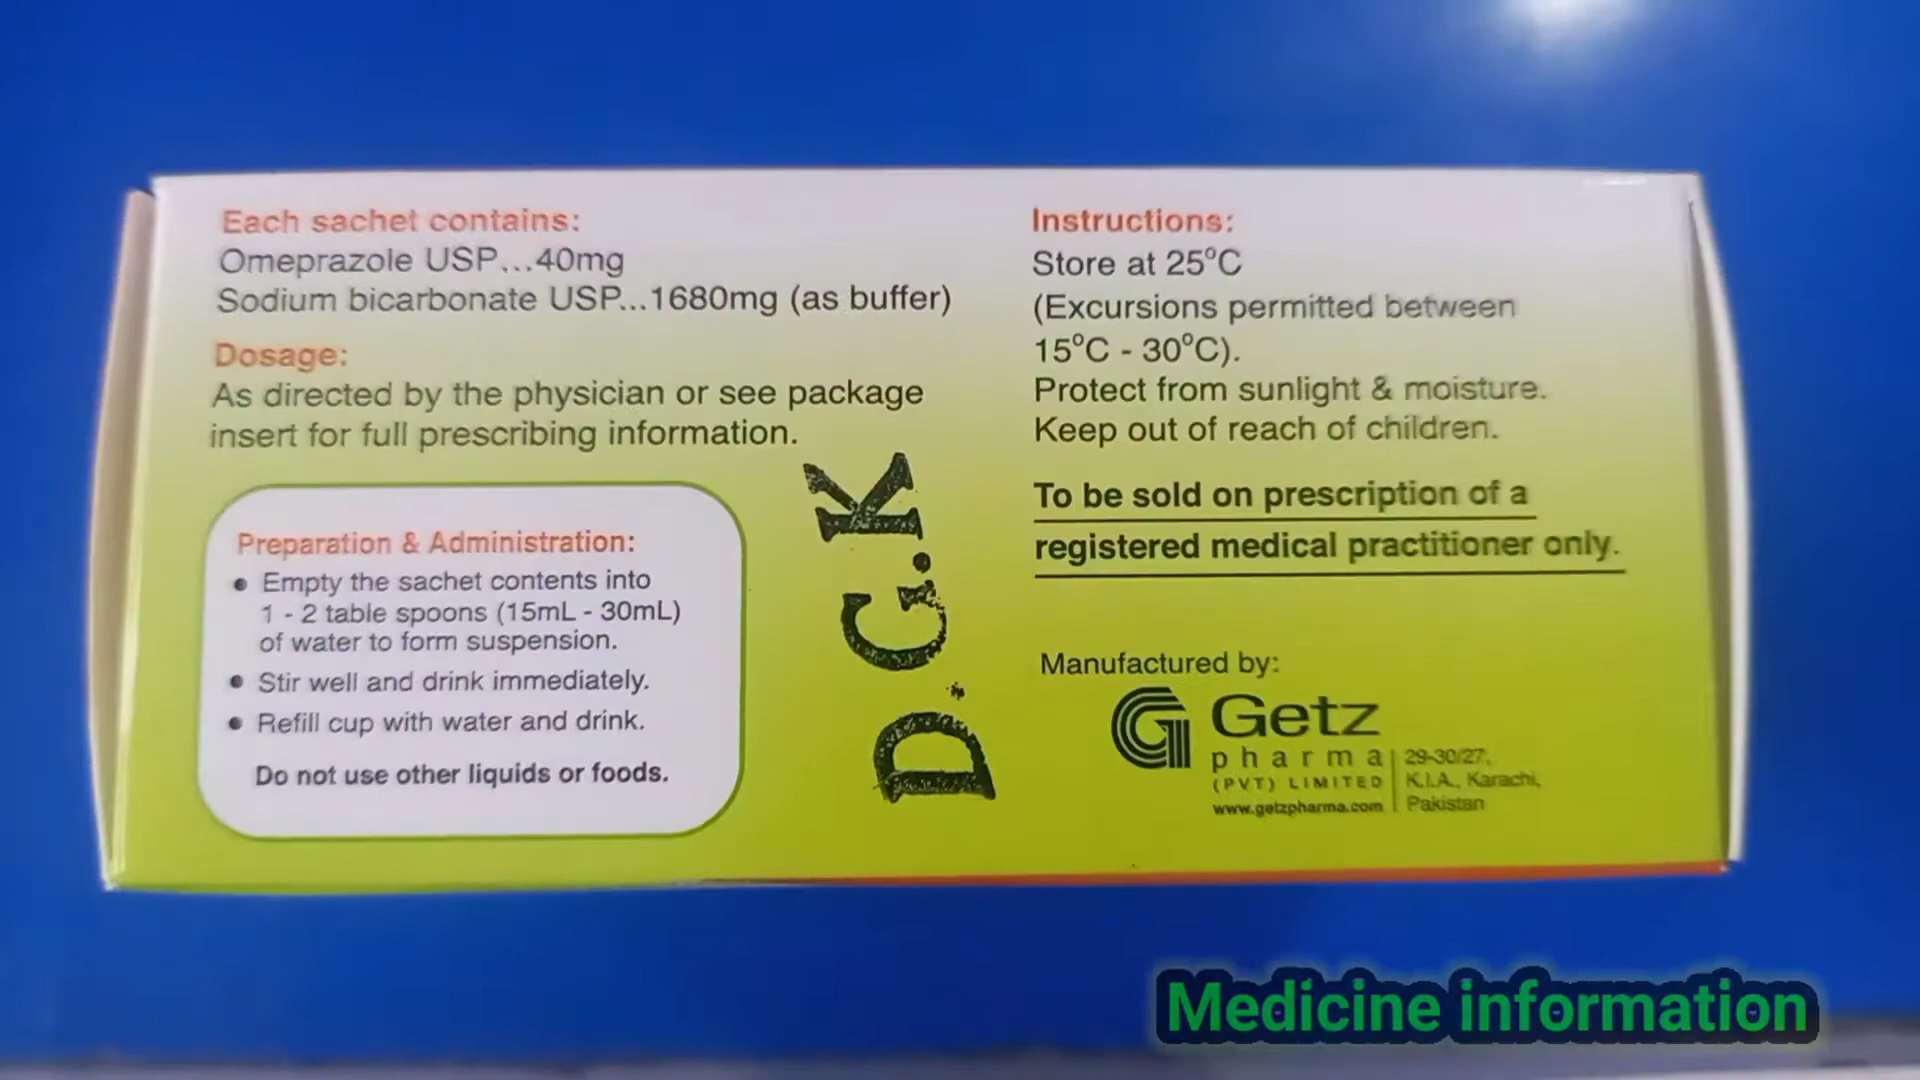 Each sachet contains:
Omeprazole USP...40mg
Sodium bicarbonate USP...1680mg (as buffer)
Dosage:
As directed by the physician or see package
insert for full prescribing information.
Preparation & Administration:
• Empty the sachet contents into
1 - 2 table spoons (15mL - 30mL)
of water to form suspension.
• Stir well and drink immediately.
• Refill cup with water and drink.
Do not use other liquids or foods.
D.G.K
Instructions:
Store at 25°C
(Excursions permitted between
15°C - 30°C).
Protect from sunlight & moisture.
Keep out of reach of children.
To be sold on prescription of a
registered medical practitioner only.
Manufactured by:
Getz
pharma
(PVT) LIMITED
www.getzpharma.com
29-30/27,
K.I.A., Karachi,
Pakistan
Medicine information